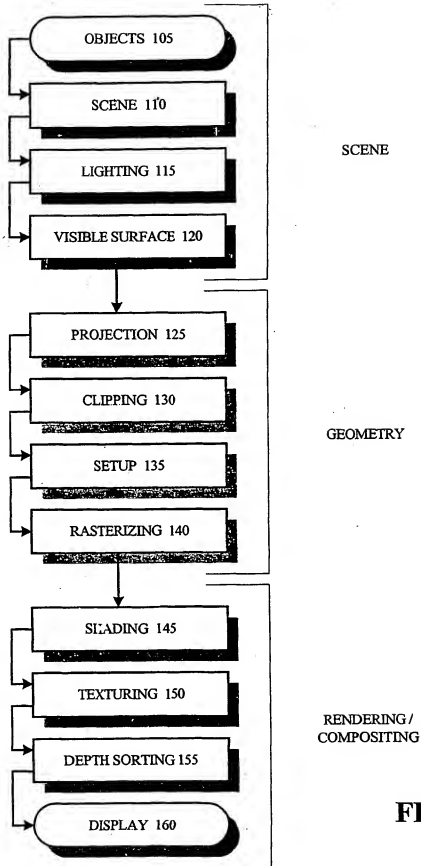 OBJECTS 105
SCENE 110
LIGHTING 115
VISIBLE SURFACE 120
SCENE
PROJECTION 125
CLIPPING 130
SETUP 135
RASTERIZING 140
GEOMETRY
SHADING 145
TEXTURING 150
DEPTH SORTING 155
DISPLAY 160
RENDERING /
COMPOSITING